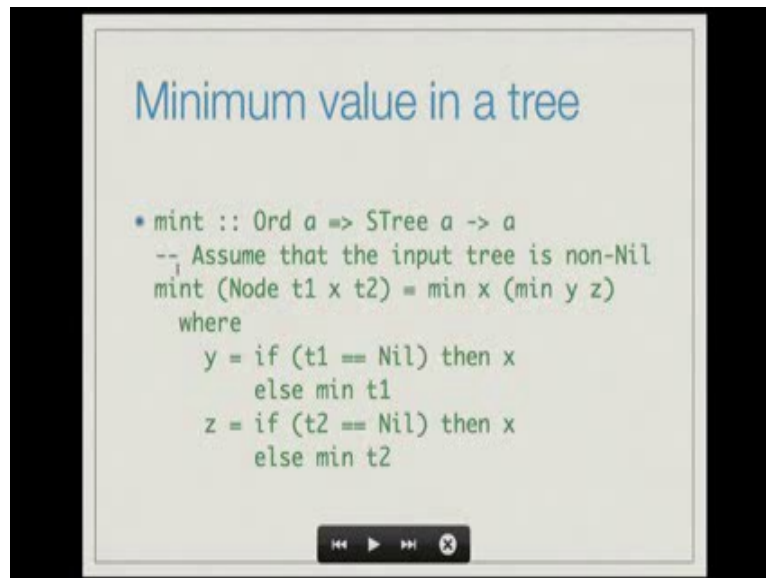 Minimum value in a tree
• mint :: Ord a => STree a -> a
-- Assume that the input tree is non-Nil
mint (Node t1 x t2) = min x (min y z)
where
y = if (t1 == Nil) then x
else min t1
z = if (t2 == Nil) then x
else min t2